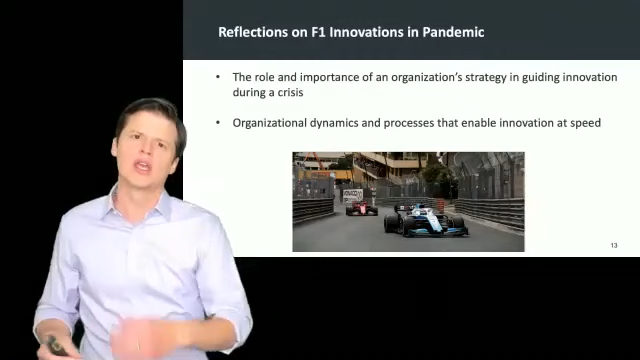 Reflections on F1 Innovations in Pandemic
• The role and importance of an organization's strategy in guiding innovation
during a crisis
• Organizational dynamics and processes that enable innovation at speed
13